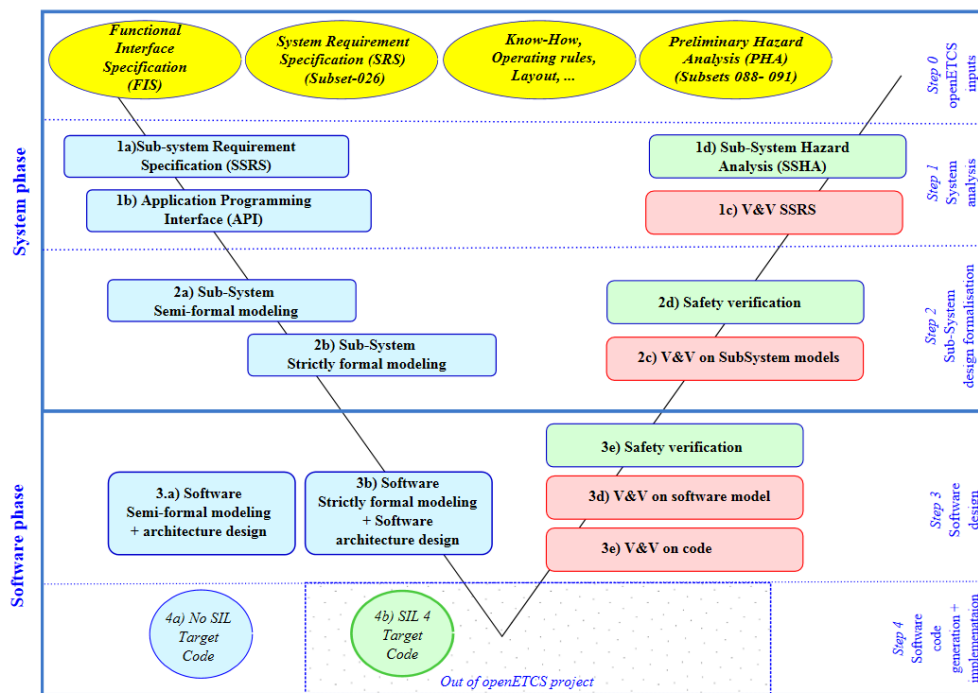 Functional
Interface
Specification
(FIS)
System Requirement
Specification (SRS)
(Subset-026)
Know-How,
Operating rules,
Layout, ...
Preliminary Hazard
Analysis (PHA)
(Subsets 088- 091)
Step 0
openETCS
inputs
System phase
1a)Sub-system Requirement
Specification (SSRS)
1b) Application Programming
Interface (API)
1d) Sub-System Hazard
Analysis (SSHA)
1c) V&V SSRS
Step 1
System
analysis
2a) Sub-System
Semi-formal modeling
2b) Sub-System
Strictly formal modeling
2d) Safety verification
2c) V&V on SubSystem models
Step 2
Sub-System
design formalisation
Software phase
3.a) Software
Semi-formal modeling
+ architecture design
3b) Software
Strictly formal modeling
+ Software
architecture design
3e) Safety verification
3d) V&V on software model
3e) V&V on code
Step 3
Software
design
4a) No SIL
Target
Code
4b) SIL 4
Target
Code
Out of openETCS project
Step 4
Software
code
generation +
implementataion